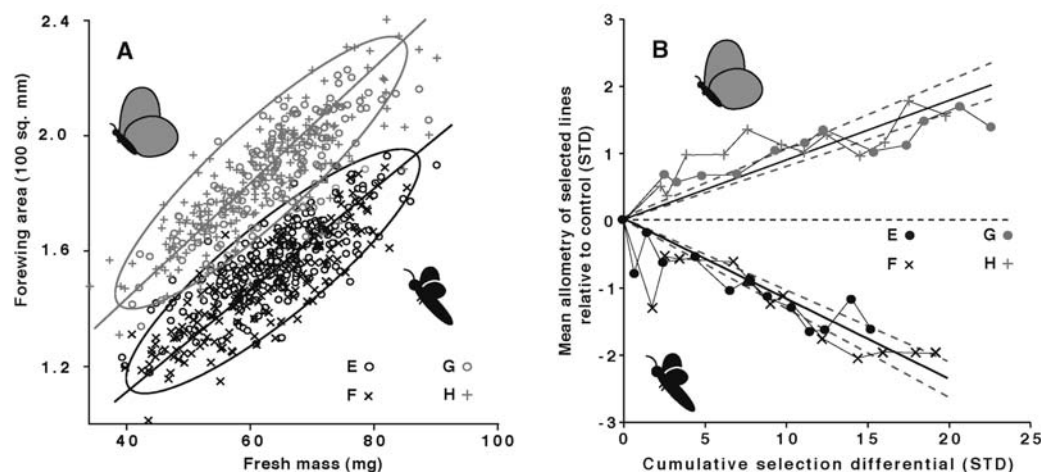 A
2.4
2.0
1.6
1.2
Forewing area (100 sq. mm)
E G
F H
40 60 80 100
Fresh mass (mg)
B
3
2
1
0
-1
-2
-3
Mean allometry of selected lines
relative to control (STD)
E G
F H
0 5 10 15 20 25
Cumulative selection differential (STD)